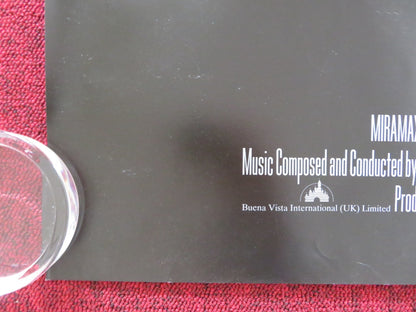 MIRAMAX
Music Composed and Conducted by
Prod
Buena Vista International (UK) Limited